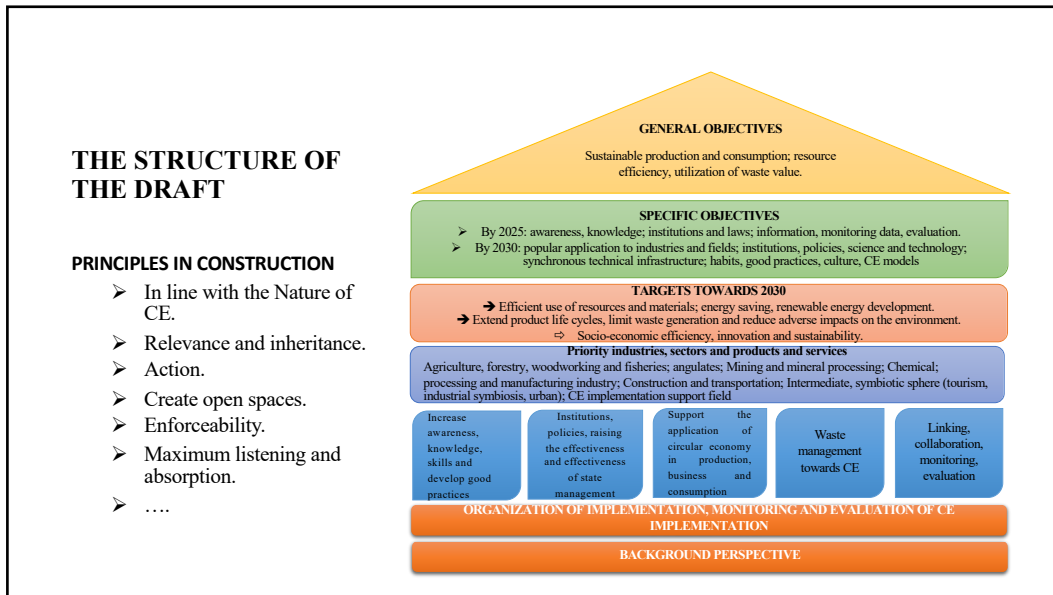 THE STRUCTURE OF
THE DRAFT
PRINCIPLES IN CONSTRUCTION
➢ In line with the Nature of
CE.
➢ Relevance and inheritance.
➢ Action.
➢ Create open spaces.
➢ Enforceability.
➢ Maximum listening and
absorption.
➢ ….
GENERAL OBJECTIVES
Sustainable production and consumption; resource
efficiency, utilization of waste value.
SPECIFIC OBJECTIVES
➢ By 2025: awareness, knowledge; institutions and laws; information, monitoring data, evaluation.
➢ By 2030: popular application to industries and fields; institutions, policies, science and technology;
synchronous technical infrastructure; habits, good practices, culture, CE models
TARGETS TOWARDS 2030
➔ Efficient use of resources and materials; energy saving, renewable energy development.
➔ Extend product life cycles, limit waste generation and reduce adverse impacts on the environment.
⇨ Socio-economic efficiency, innovation and sustainability.
Priority industries, sectors and products and services
Agriculture, forestry, woodworking and fisheries; angulates; Mining and mineral processing; Chemical;
processing and manufacturing industry; Construction and transportation; Intermediate, symbiotic sphere (tourism,
industrial symbiosis, urban); CE implementation support field
Increase
awareness,
knowledge,
skills and
develop good
practices
Institutions,
policies, raising
the effectiveness
and effectiveness
of state
management
Support the
application of
circular economy
in production,
business and
consumption
Waste
management
towards CE
Linking,
collaboration,
monitoring,
evaluation
ORGANIZATION OF IMPLEMENTATION, MONITORING AND EVALUATION OF CE
IMPLEMENTATION
BACKGROUND PERSPECTIVE